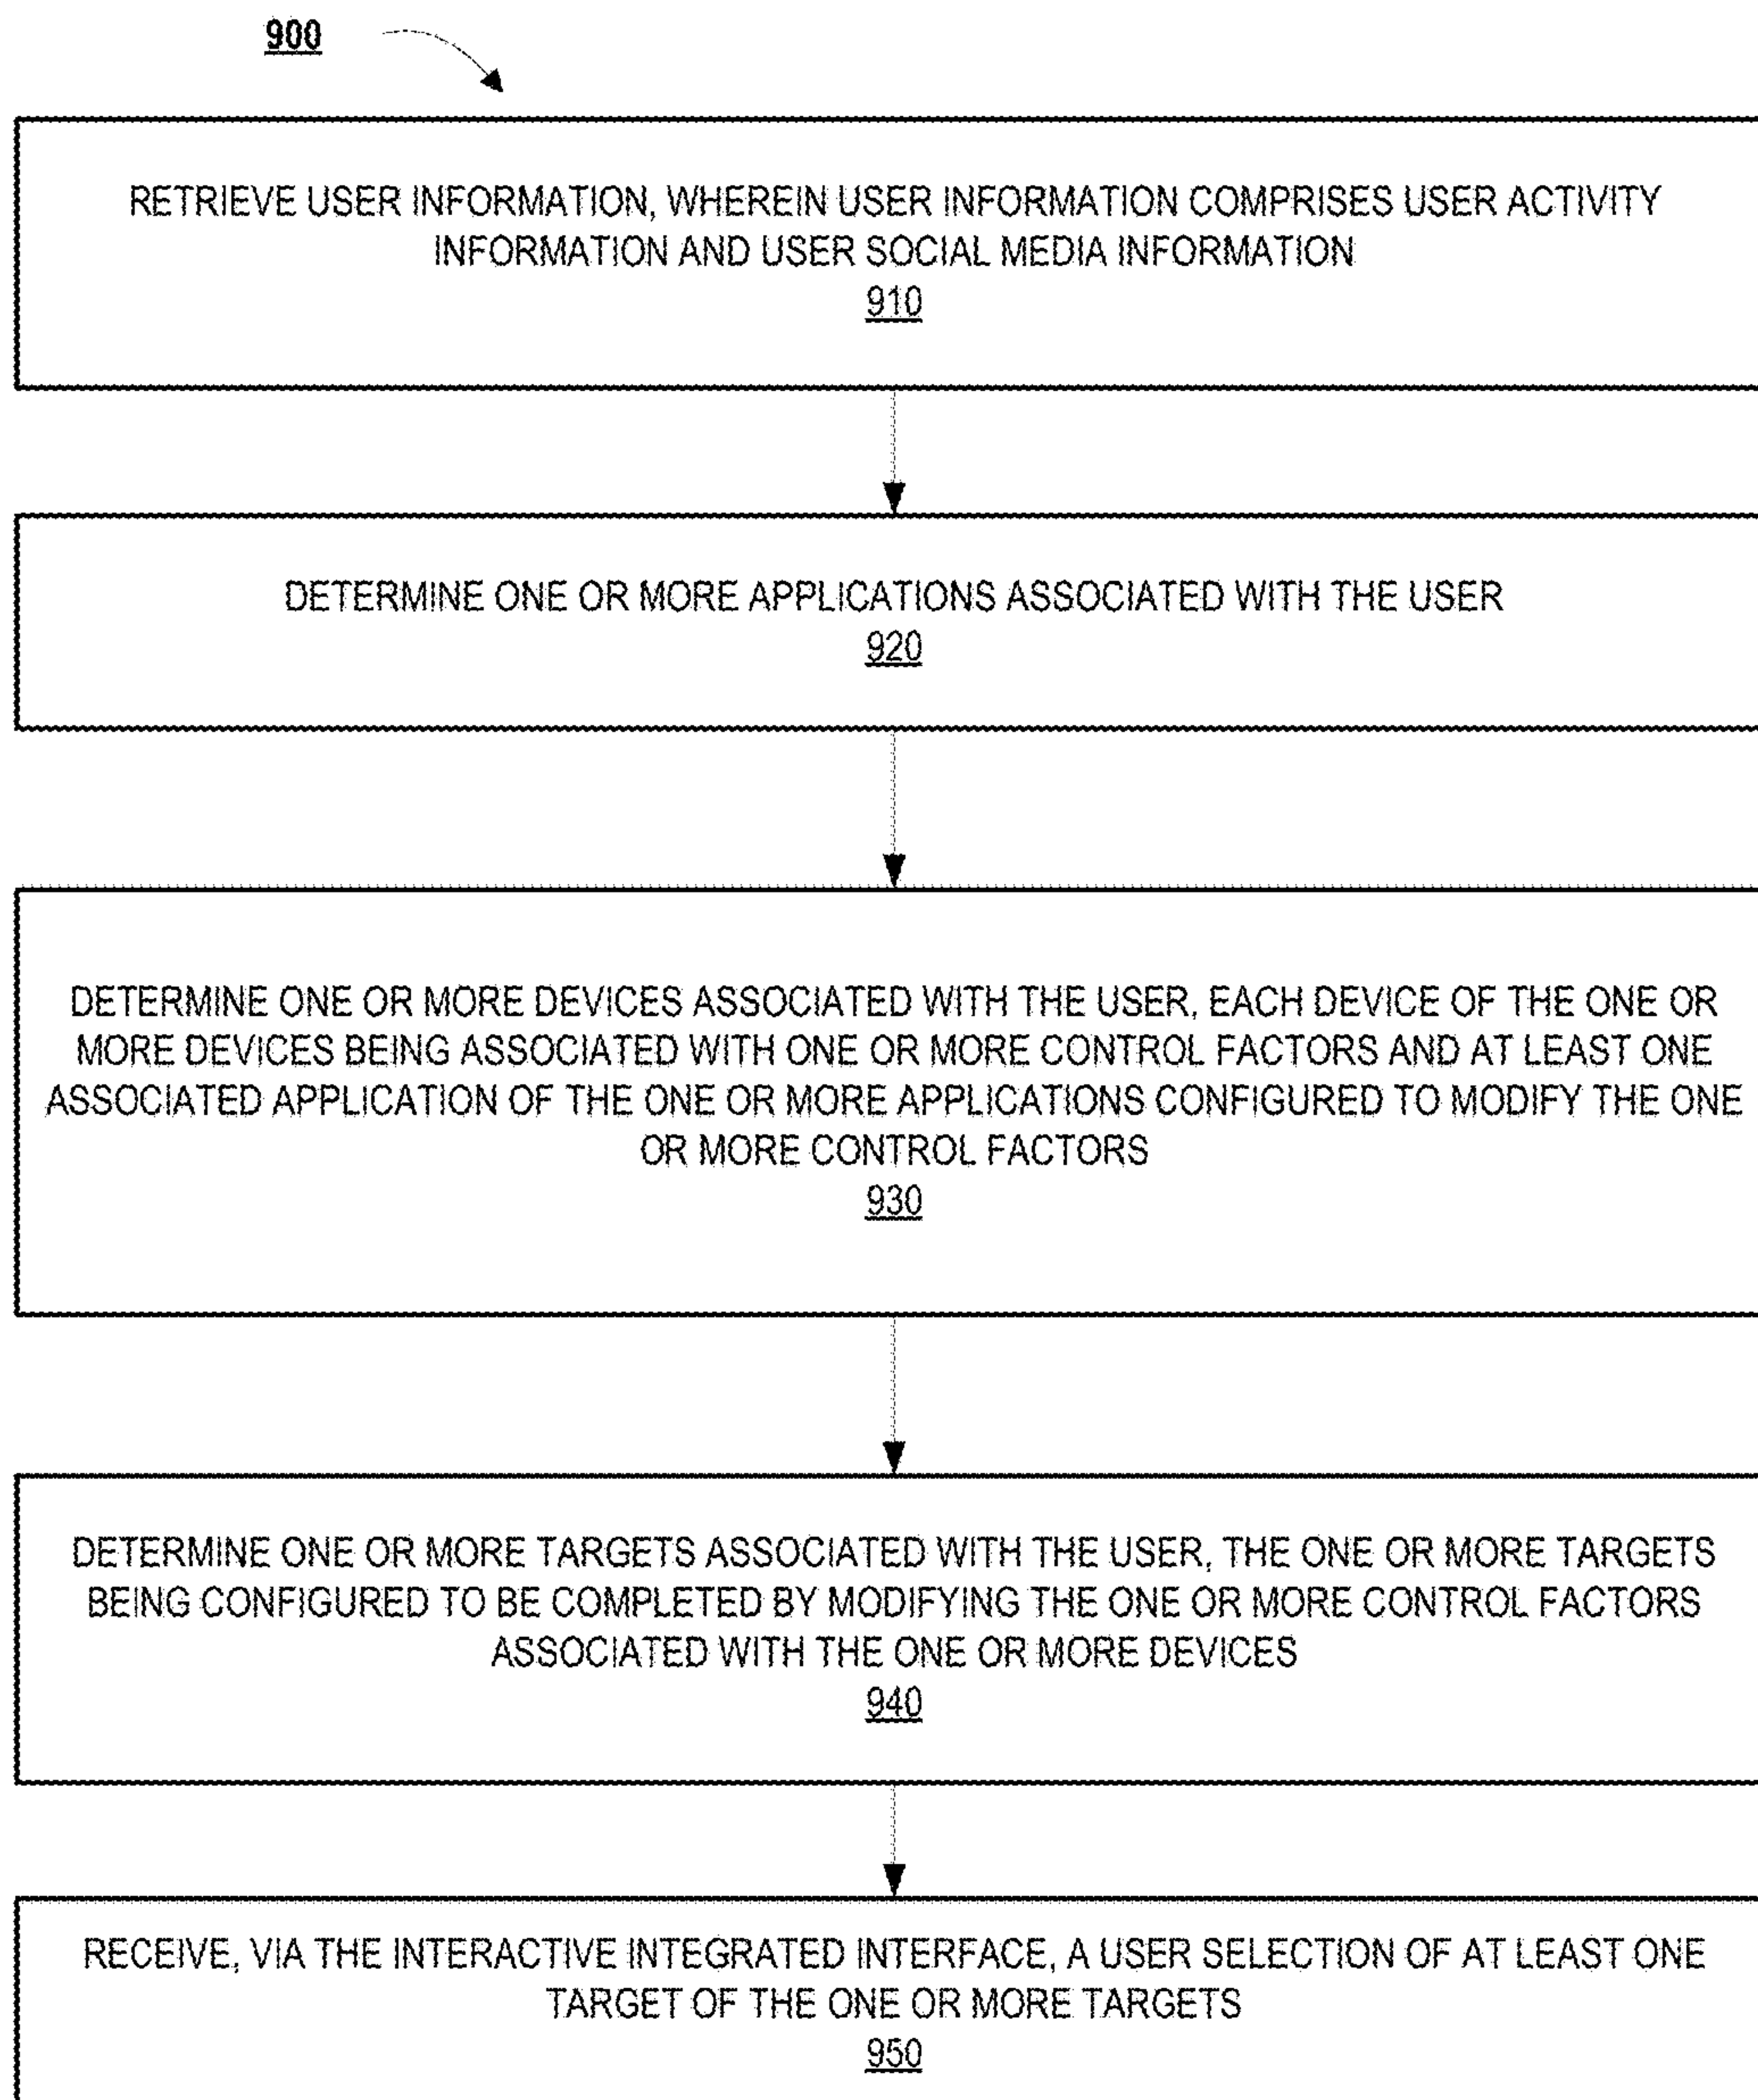 900
RETRIEVE USER INFORMATION, WHEREIN USER INFORMATION COMPRISES USER ACTIVITY
INFORMATION AND USER SOCIAL MEDIA INFORMATION
910
DETERMINE ONE OR MORE APPLICATIONS ASSOCIATED WITH THE USER
920
DETERMINE ONE OR MORE DEVICES ASSOCIATED WITH THE USER, EACH DEVICE OF THE ONE OR
MORE DEVICES BEING ASSOCIATED WITH ONE OR MORE CONTROL FACTORS AND AT LEAST ONE
ASSOCIATED APPLICATION OF THE ONE OR MORE APPLICATIONS CONFIGURED TO MODIFY THE ONE
OR MORE CONTROL FACTORS
930
DETERMINE ONE OR MORE TARGETS ASSOCIATED WITH THE USER, THE ONE OR MORE TARGETS
BEING CONFIGURED TO BE COMPLETED BY MODIFYING THE ONE OR MORE CONTROL FACTORS
ASSOCIATED WITH THE ONE OR MORE DEVICES
940
RECEIVE, VIA THE INTERACTIVE INTEGRATED INTERFACE, A USER SELECTION OF AT LEAST ONE
TARGET OF THE ONE OR MORE TARGETS
950